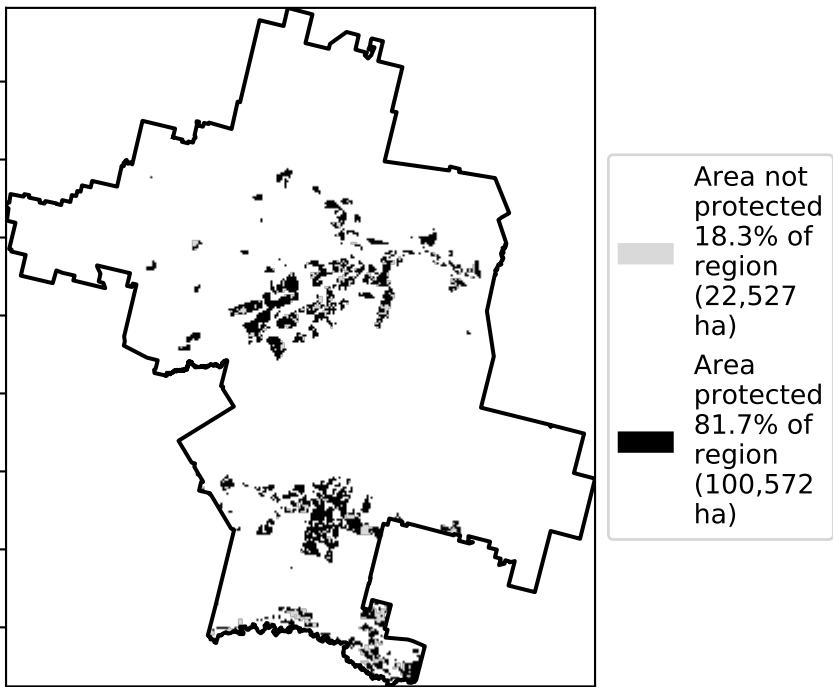 Area not
protected
18.3% of
region
(22,527
ha)
Area
protected
81.7% of
region
(100,572
ha)